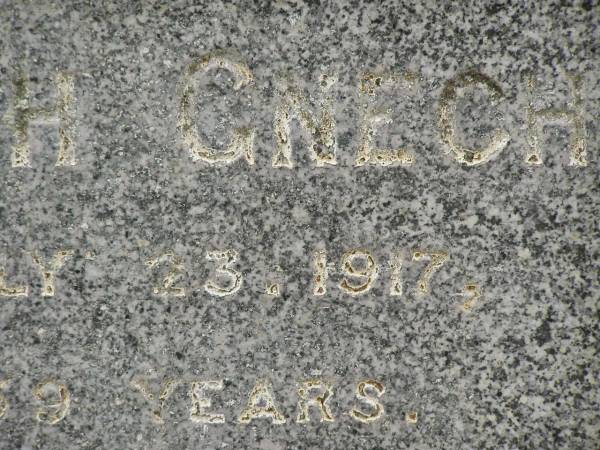 H GNECH
LY 23. 1917,
9 YEARS.